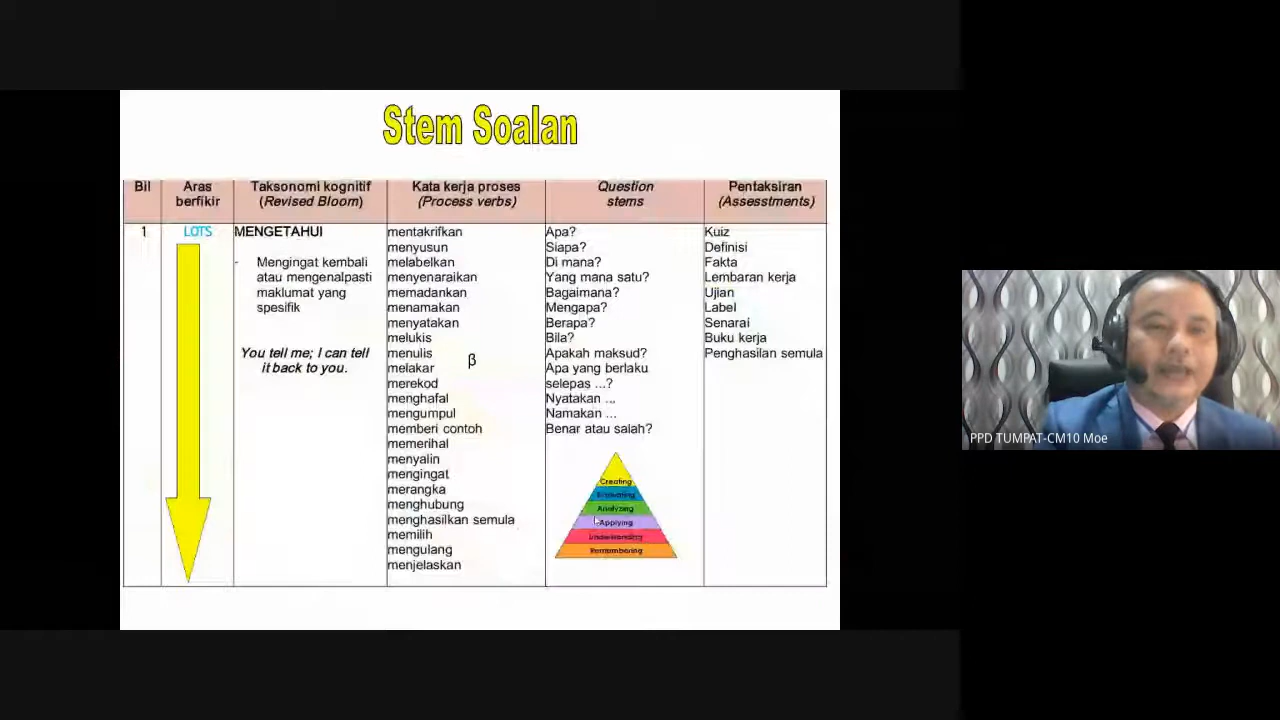 Stem Soalan
Bil
Aras
berfikir
Taksonomi kognitif
(Revised Bloom)
Kata kerja proses
(Process verbs)
Question
stems
Pentaksiran
(Assesstments)
1
LOTS
MENGETAHUI
- Mengingat kembali
atau mengenalpasti
maklumat yang
spesifik
You tell me; I can tell
it back to you.
mentakrifkan
menyusun
melabelkan
menyenaraikan
memadankan
menamakan
menyatakan
melukis
menulis
melakar
merekod
menghafal
mengumpul
memberi contoh
memerihal
menyalin
mengingat
merangka
menghubung
menghasilkan semula
memilih
mengulang
menjelaskan
β
Apa?
Siapa?
Di mana?
Yang mana satu?
Bagaimana?
Mengapa?
Berapa?
Bila?
Apakah maksud?
Apa yang berlaku
selepas ...?
Nyatakan ...
Namakan ...
Benar atau salah?
Creating
Evaluating
Analyzing
Applying
Understanding
Remembering
Kuiz
Definisi
Fakta
Lembaran kerja
Ujian
Label
Senarai
Buku kerja
Penghasilan semula
PPD TUMPAT-CM10 Moe